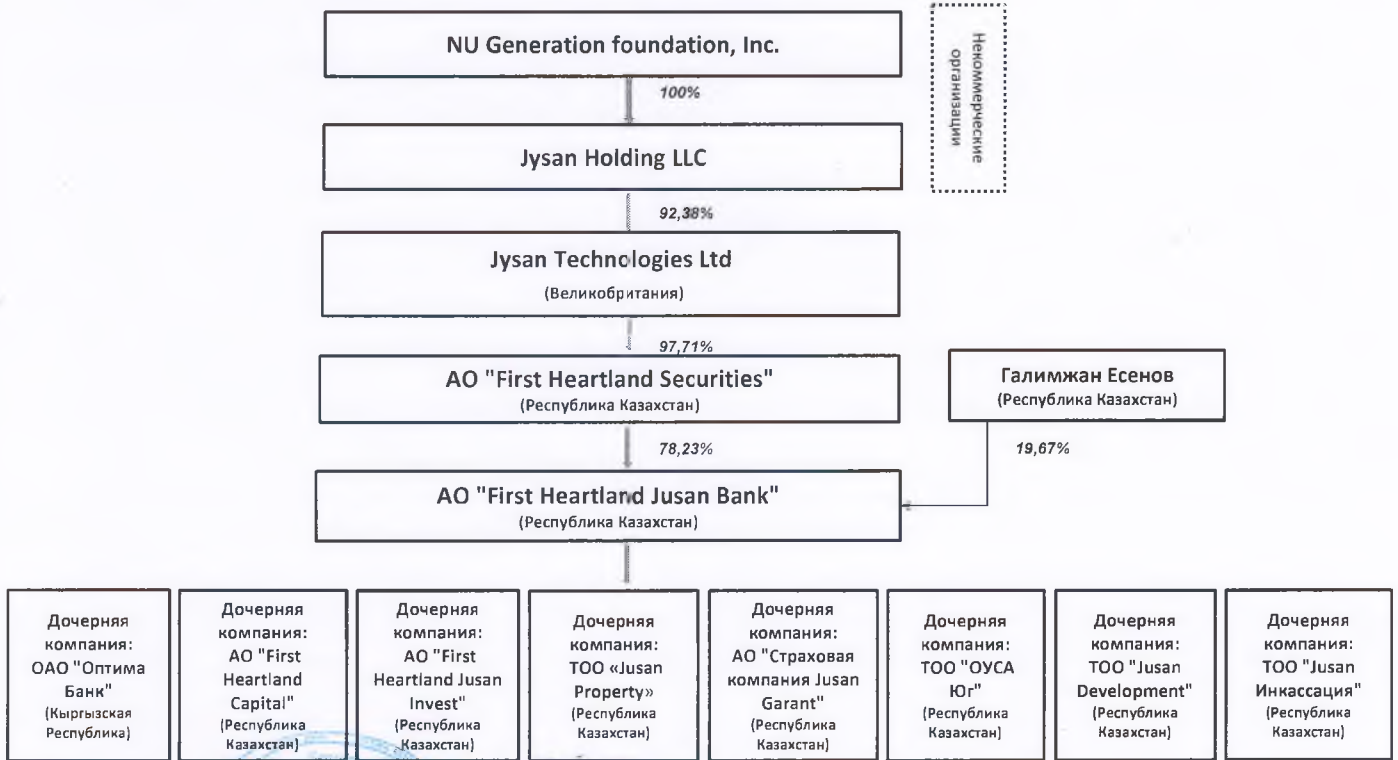 NU Generation foundation, Inc.
Некоммерческие
организации
100%
Jysan Holding LLC
92,38%
Jysan Technologies Ltd
(Великобритания)
97,71%
АО "First Heartland Securities"
(Республика Казахстан)
Галимжан Есенов
(Республика Казахстан)
78,23%
19,67%
АО "First Heartland Jusan Bank"
(Республика Казахстан)
Дочерняя
компания:
ОАО "Оптима
Банк"
(Кыргызская
Республика)
Дочерняя
компания:
АО "First
Heartland
Capital"
(Республика
Казахстан)
Дочерняя
компания:
АО "First
Heartland Jusan
Invest"
(Республика
Казахстан)
Дочерняя
компания:
ТОО «Jusan
Property»
(Республика
Казахстан)
Дочерняя
компания:
АО "Страховая
компания Jusan
Garant"
(Республика
Казахстан)
Дочерняя
компания:
ТОО "ОУСА
Юг"
(Республика
Казахстан)
Дочерняя
компания:
ТОО "Jusan
Development"
(Республика
Казахстан)
Дочерняя
компания:
ТОО "Jusan
Инкассация"
(Республика
Казахстан)